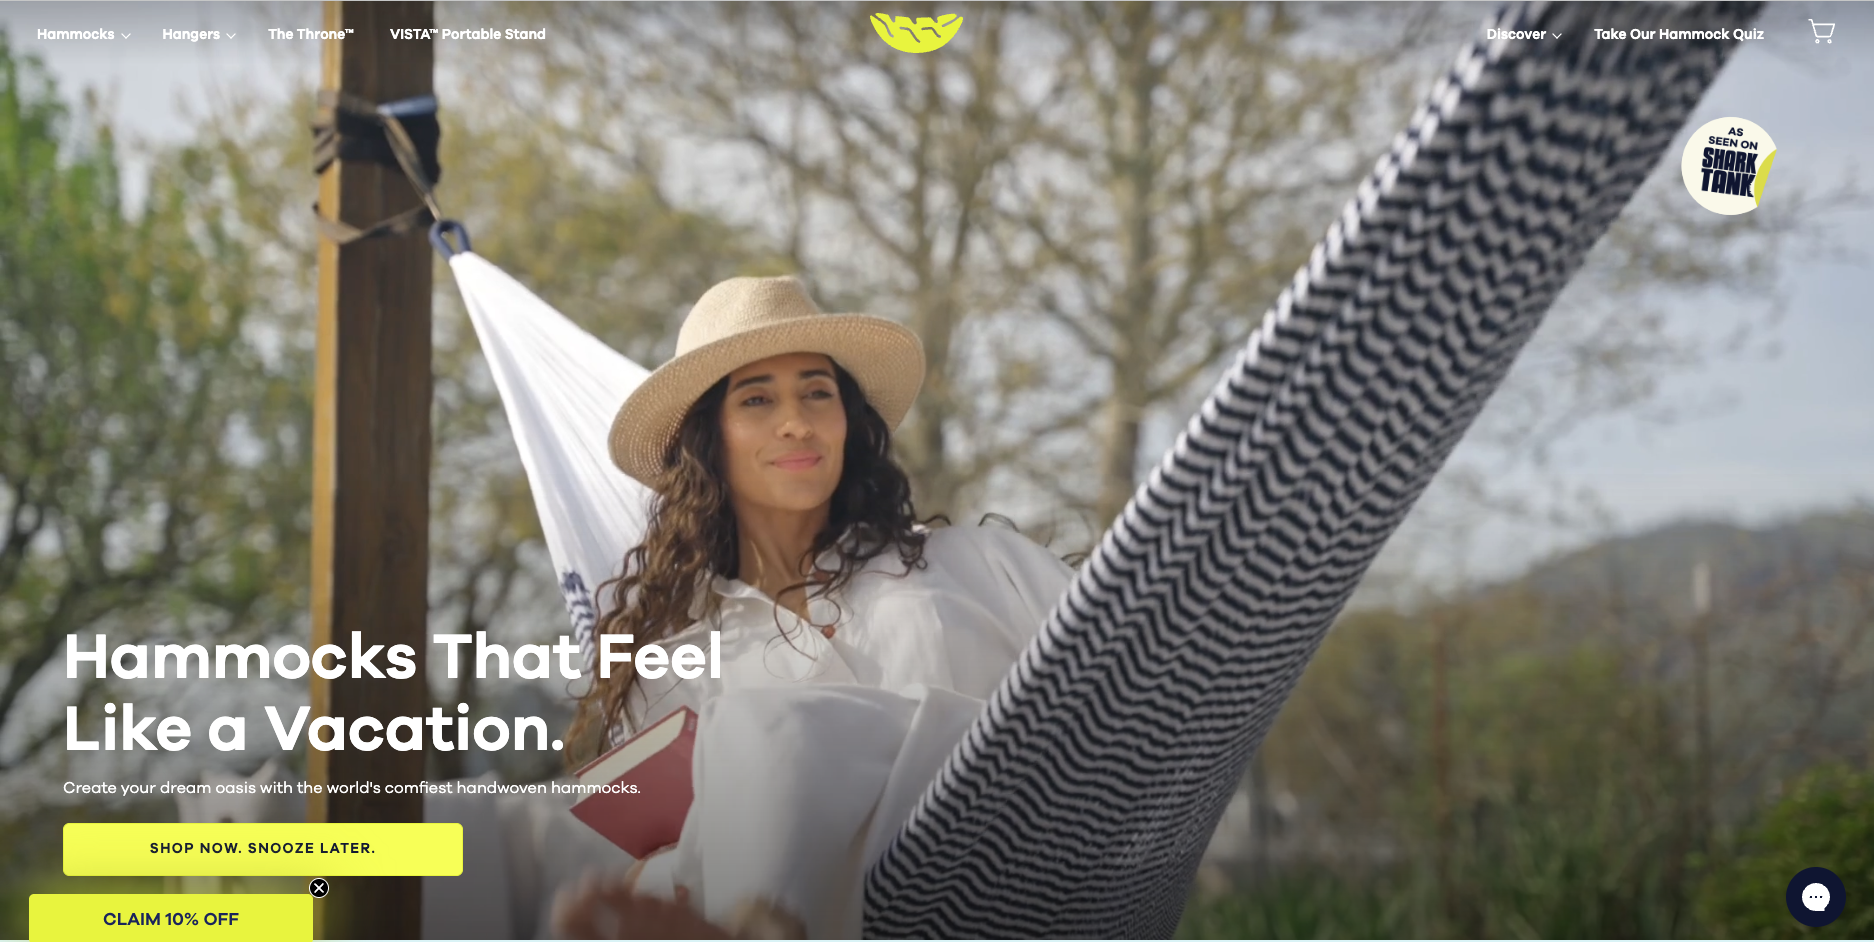 Hammocks
Hangers
The Throne™
VISTA™ Portable Stand
Discover
Take Our Hammock Quiz
AS
SEEN ON
SHARK
TANK
Hammocks That Feel
Like a Vacation.
Create your dream oasis with the world's comfiest handwoven hammocks.
SHOP NOW. SNOOZE LATER.
CLAIM 10% OFF